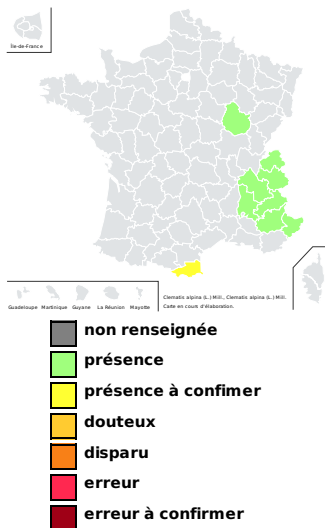 Île-de-France
Guadeloupe Martinique Guyane La Réunion Mayotte
Clematis alpina (L.) Mill., Clematis alpina (L.) Mill.
Carte en cours d'élaboration.
non renseignée
présence
présence à confimer
douteux
disparu
erreur
erreur à confirmer